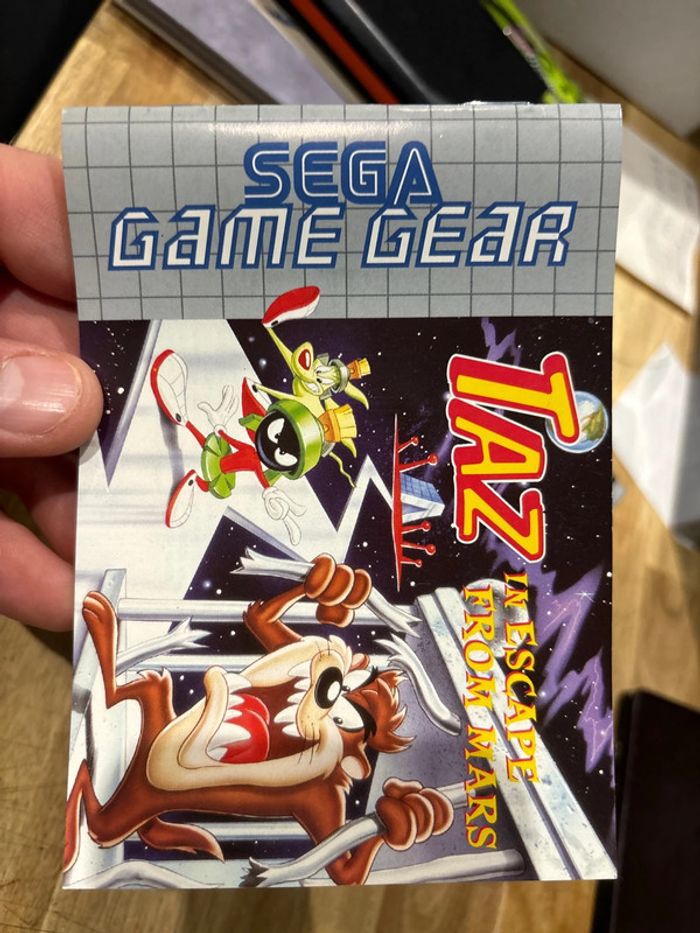 SEGA
GAME GEAR
TAZ
IN ESCAPE
FROM MARS